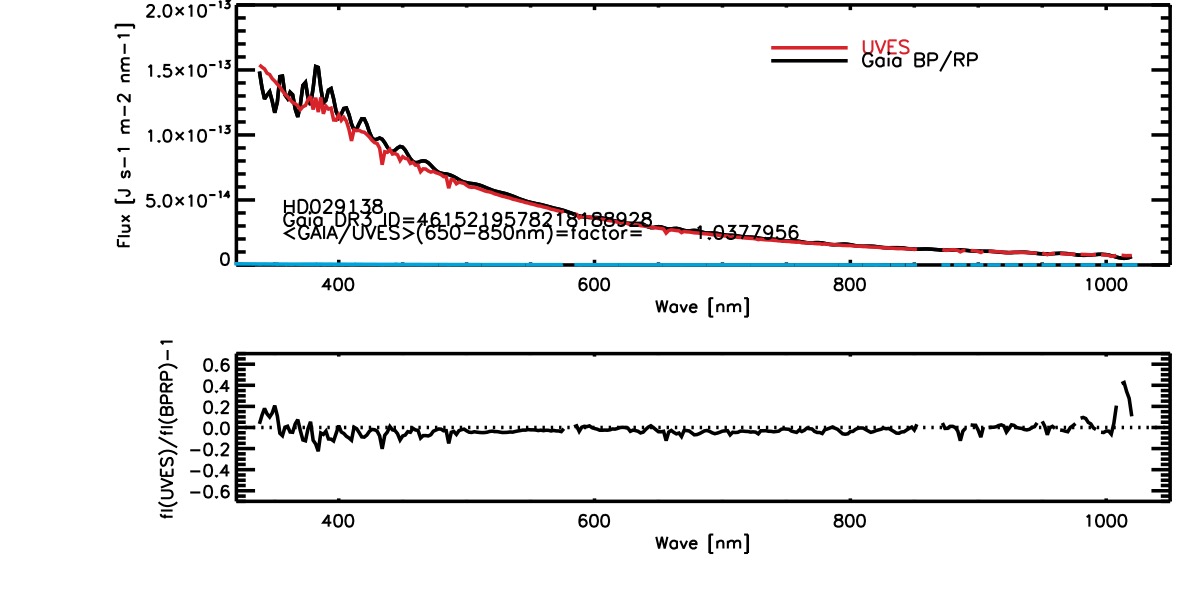 2.0×10−13
1.5×10−13
1.0×10−13
5.0×10−14
0
Flux [J s−1 m−2 nm−1]
UVES
Gaia BP/RP
HD029138
Gaia DR3 ID=4615219578218188928
<GAIA/UVES>(650−850nm)=factor= 1.0377956
400 600 800 1000
Wave [nm]
fl(UVES)/fl(BPRP)−1
0.6
0.4
0.2
0.0
−0.2
−0.4
−0.6
400 600 800 1000
Wave [nm]